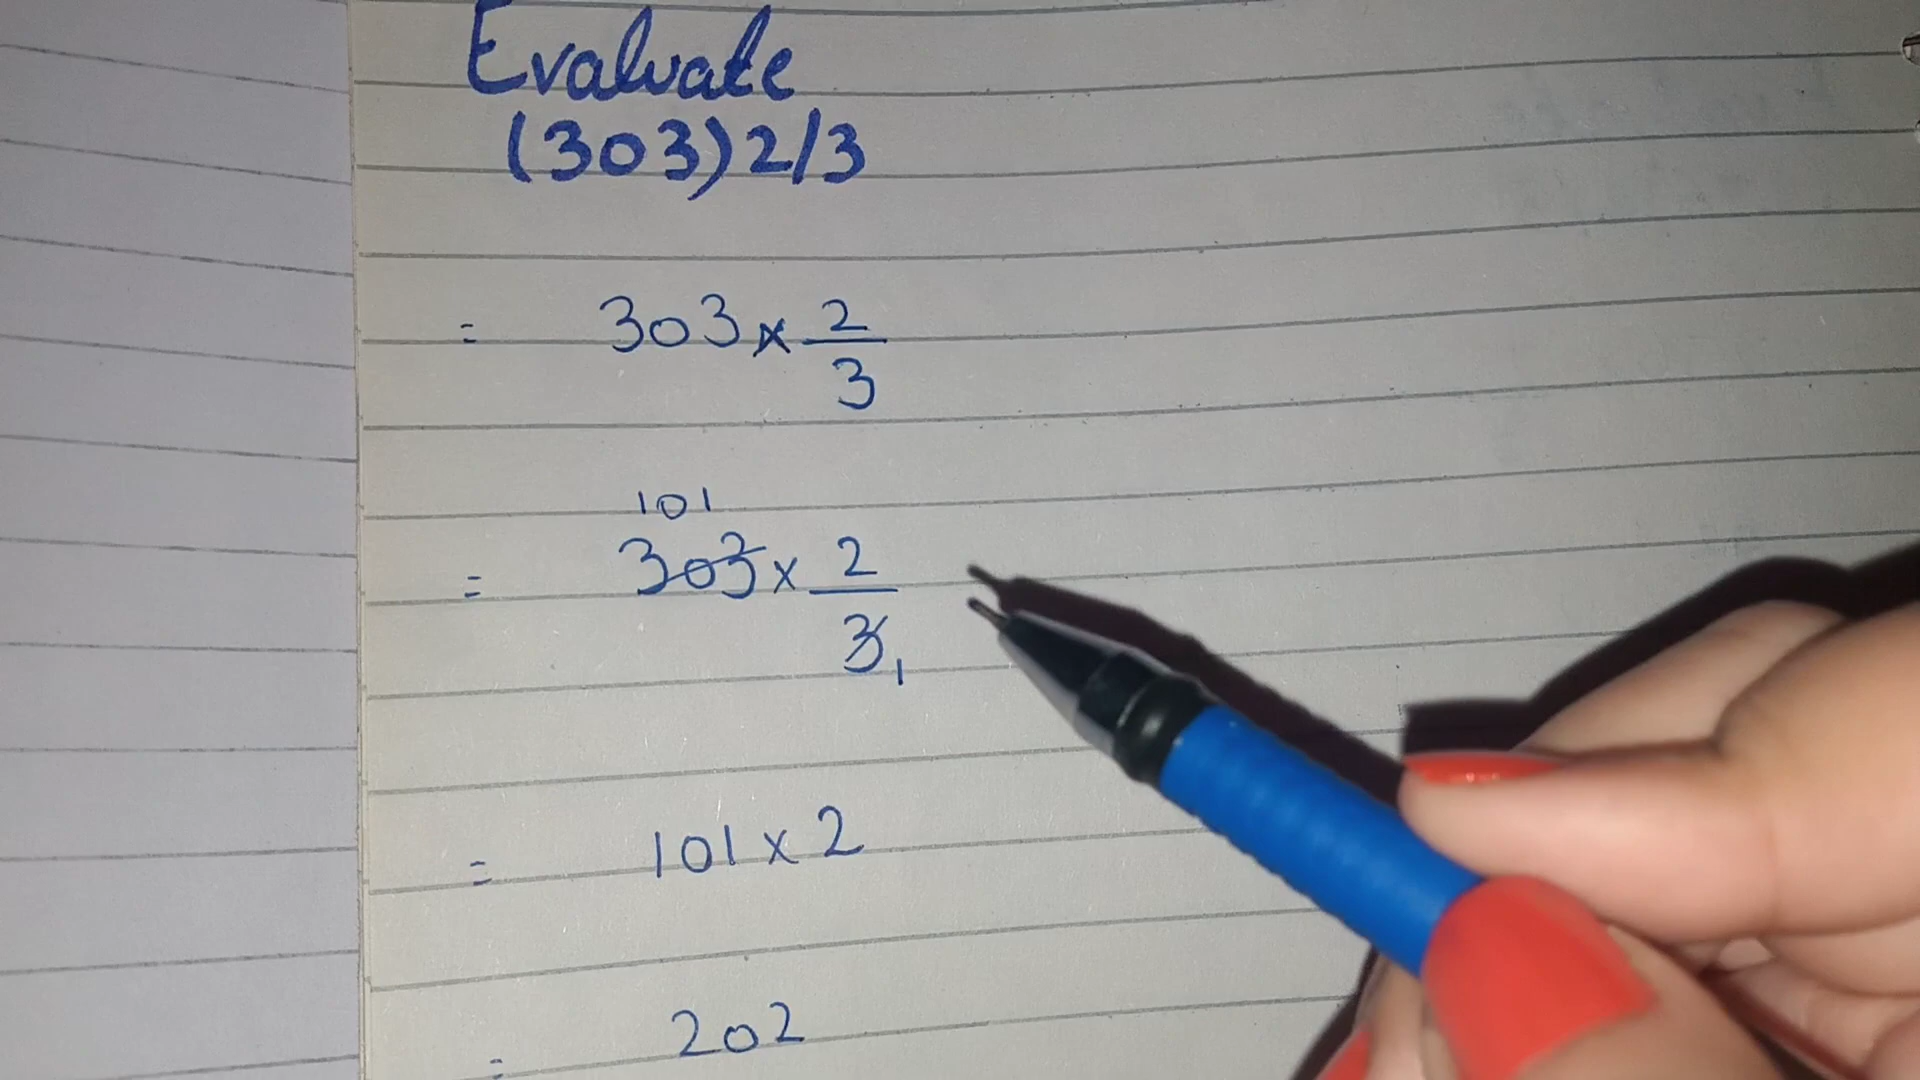 Evaluate
(303)2/3
= 303 × 2/3
101
= 303 × 2/3 1
= 101 × 2
= 202